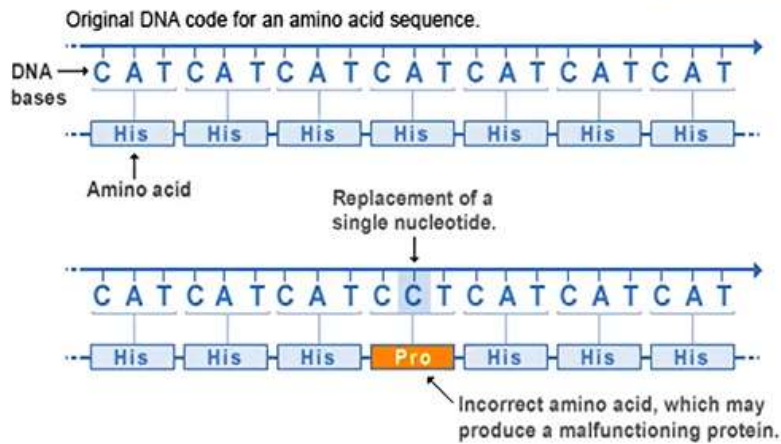 Original DNA code for an amino acid sequence.
DNA bases
C A T C A T C A T C A T C A T C A T C A T
His His His His His His His
Amino acid
Replacement of a
single nucleotide.
C A T C A T C A T C C T C A T C A T C A T
His His His Pro His His His
Incorrect amino acid, which may
produce a malfunctioning protein.